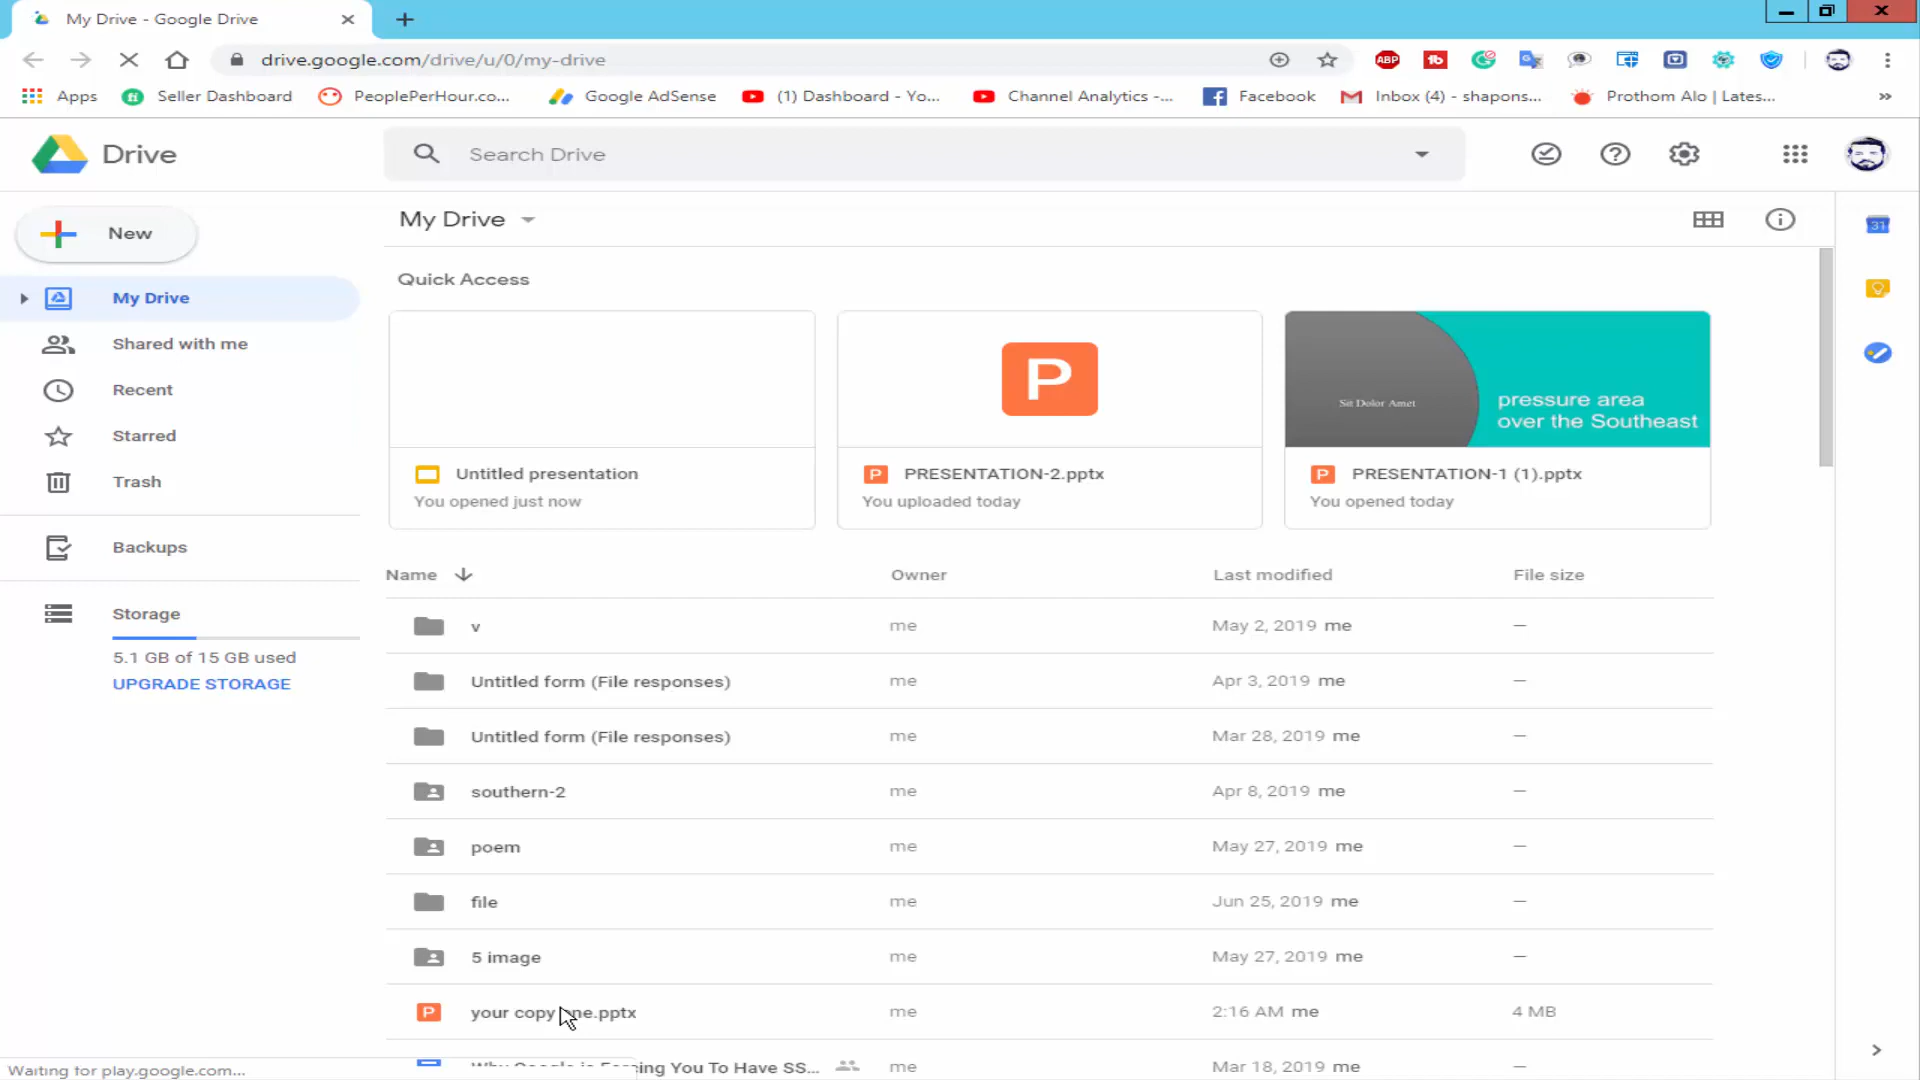 My Drive - Google Drive
drive.google.com/drive/u/0/my-drive
ABP
Apps
Seller Dashboard
PeoplePerHour.co...
Google AdSense
(1) Dashboard - Yo...
Channel Analytics -...
Facebook
Inbox (4) - shapons...
Prothom Alo | Lates...
Drive
Search Drive
New
My Drive
31
My Drive
Quick Access
Shared with me
Recent
Starred
Trash
Backups
Storage
5.1 GB of 15 GB used
UPGRADE STORAGE
P
Sit Dolor Amet
pressure area
over the Southeast
Untitled presentation
You opened just now
P PRESENTATION-2.pptx
You uploaded today
P PRESENTATION-1 (1).pptx
You opened today
Name Owner Last modified File size
v me May 2, 2019 me —
Untitled form (File responses) me Apr 3, 2019 me —
Untitled form (File responses) me Mar 28, 2019 me —
southern-2 me Apr 8, 2019 me —
poem me May 27, 2019 me —
file me Jun 25, 2019 me —
5 image me May 27, 2019 me —
P your copy me 2:16 AM me 4 MB
You To Have SS... me Mar 18, 2019 me —
Waiting for play.google.com...